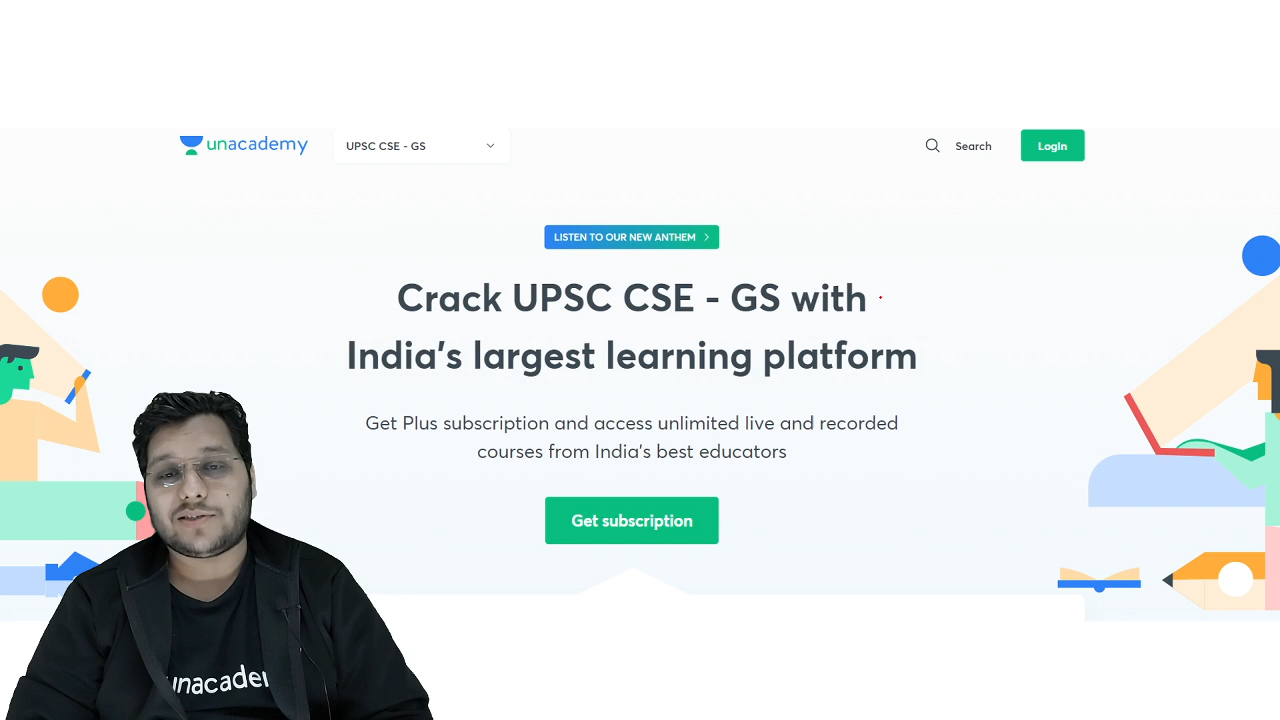 unacademy
UPSC CSE - GS
Search
Login
LISTEN TO OUR NEW ANTHEM
Crack UPSC CSE - GS with
India's largest learning platform
Get Plus subscription and access unlimited live and recorded
courses from India's best educators
Get subscription
unacadem